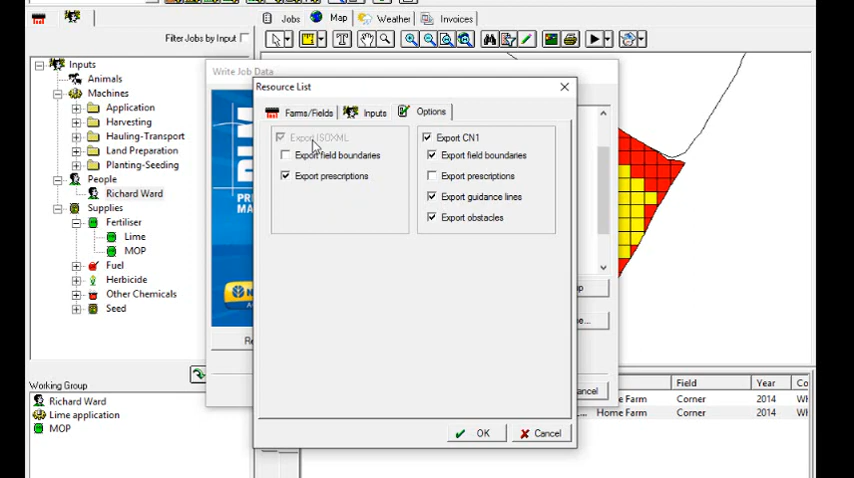 Jobs
Map
Weather
Invoices
Filter Jobs by Input
T
Inputs
Animals
Machines
Application
Harvesting
Hauling-Transport
Land Preparation
Planting-Seeding
People
Richard Ward
Supplies
Fertiliser
Lime
MOP
Fuel
Herbicide
Other Chemicals
Seed
Working Group
Richard Ward
Lime application
MOP
Write Job Data
Resource List
Farms/Fields
Inputs
Options
Export ISOXML
Export field boundaries
Export prescriptions
Export CN1
Export field boundaries
Export prescriptions
Export guidance lines
Export obstacles
OK
Cancel
Field
Year
Home Farm
Corner
2014
Home Farm
Corner
2014